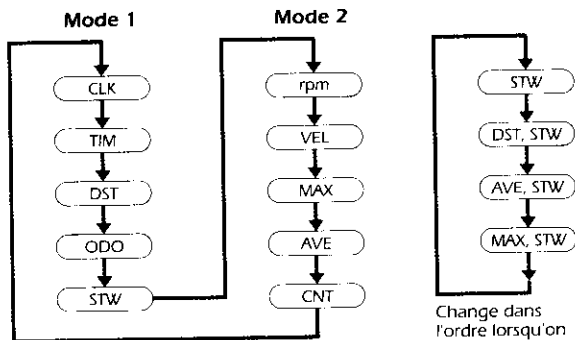 Mode 1
CLK
TIM
DST
ODO
STW
Mode 2
rpm
VEL
MAX
AVE
CNT
STW
DST, STW
AVE, STW
MAX, STW
Change dans
l'ordre lorsqu'on